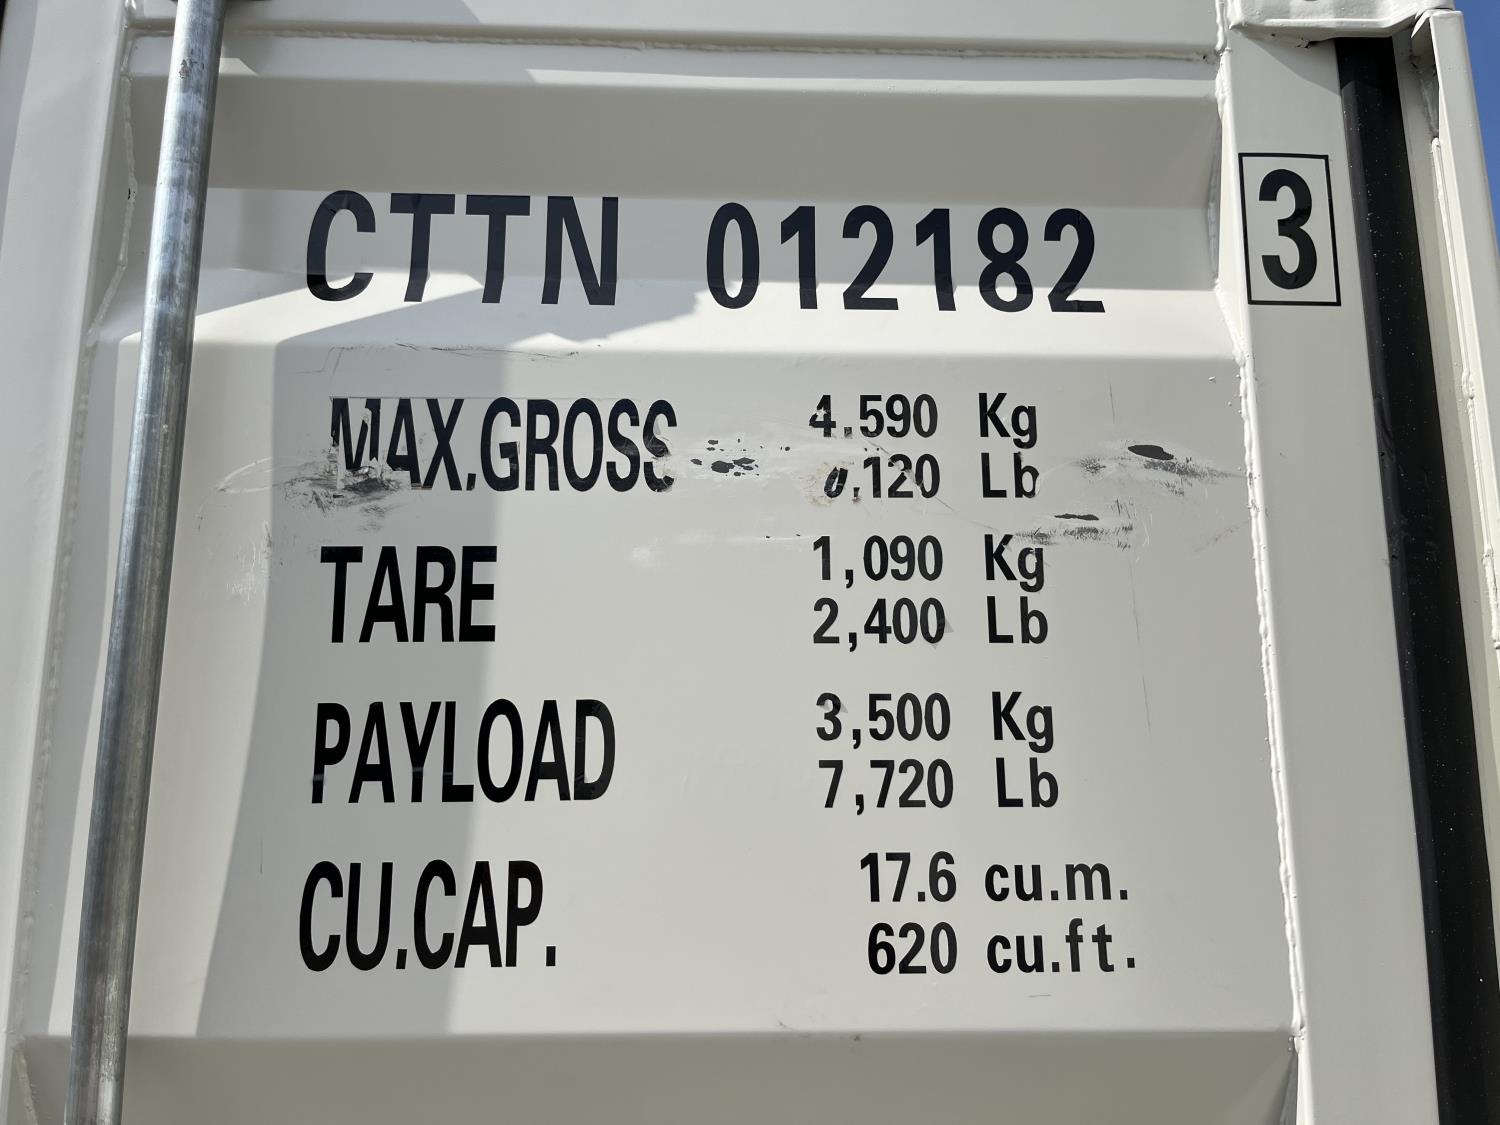 CTTN 012182 3
MAX.GROSS 4.590 Kg
Lb
TARE 1,090 Kg
2,400 Lb
PAYLOAD 3,500 Kg
7,720 Lb
CU.CAP. 17.6 cu.m.
620 cu.ft.